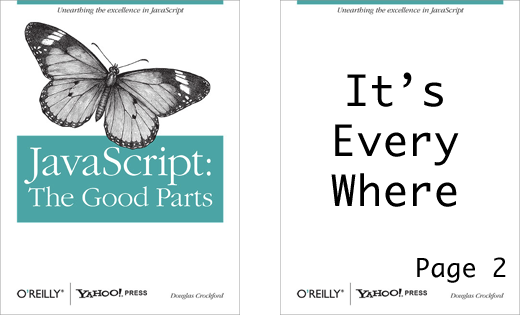 Unearthing the excellence in JavaScript
JavaScript:
The Good Parts
O'REILLY® YAHOO! PRESS Douglas Crockford
Unearthing the excellence in JavaScript
It's
Every
Where
Page 2
O'REILLY® YAHOO! PRESS Douglas Crockford